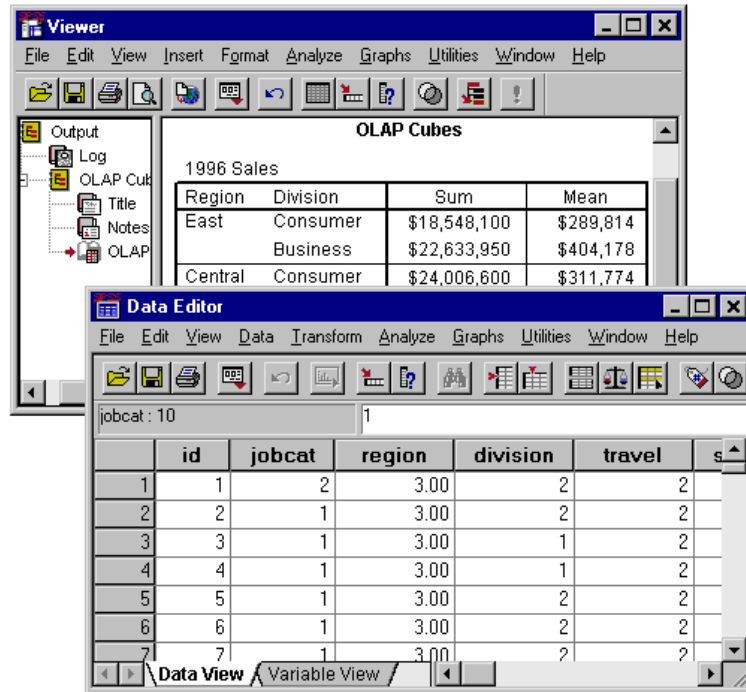 Viewer
File Edit View Insert Format Analyze Graphs Utilities Window Help
Output
Log
OLAP Cub
Title
Notes
OLAP
OLAP Cubes
1996 Sales
Region Division Sum Mean
East Consumer $18,548,100 $289,814
Business $22,633,950 $404,178
Central Consumer $24,006,600 $311,774
Data Editor
File Edit View Data Transform Analyze Graphs Utilities Window Help
jobcat : 10 1
id jobcat region division travel s
1 1 2 3.00 2 2
2 2 1 3.00 2 2
3 3 1 3.00 1 2
4 4 1 3.00 1 2
5 5 1 3.00 2 2
6 6 1 3.00 2 2
7 7 1 3.00 2 2
Data View Variable View